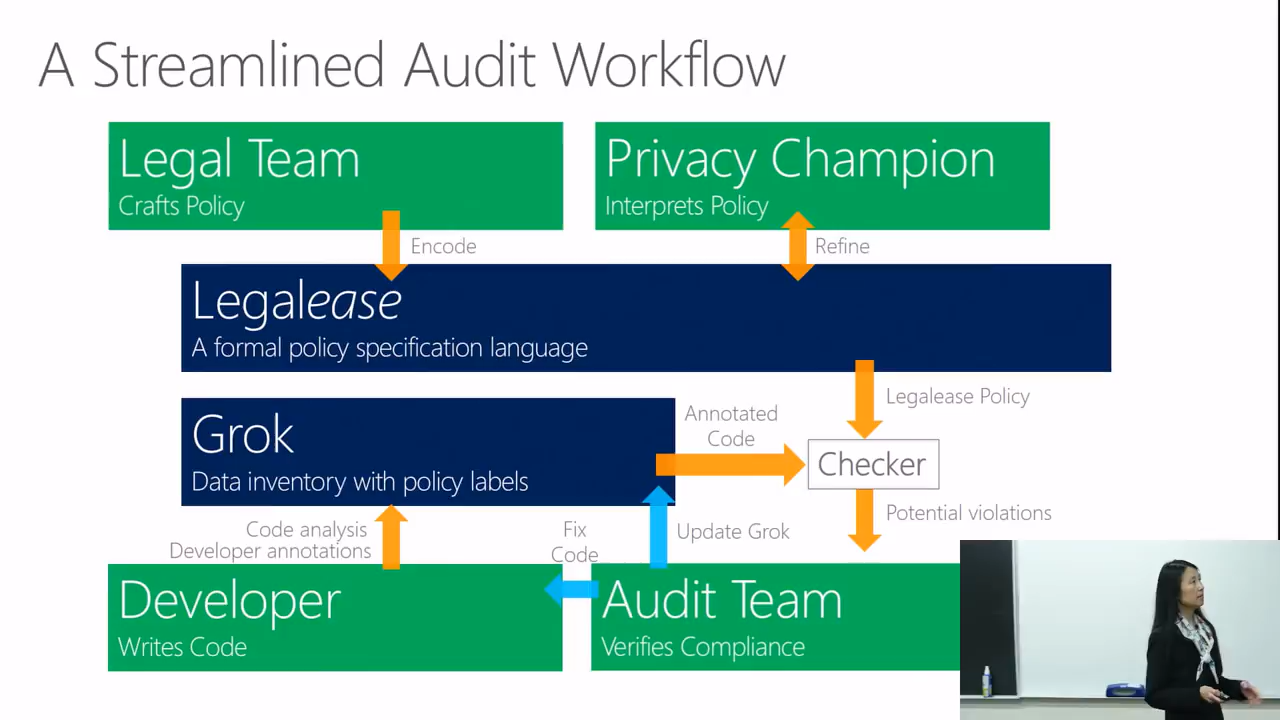 A Streamlined Audit Workflow
Legal Team
Crafts Policy
Privacy Champion
Interprets Policy
Encode
Refine
Legalease
A formal policy specification language
Legalease Policy
Grok
Data inventory with policy labels
Annotated
Code
Checker
Code analysis
Developer annotations
Fix
Code
Update Grok
Potential violations
Developer
Writes Code
Audit Team
Verifies Compliance